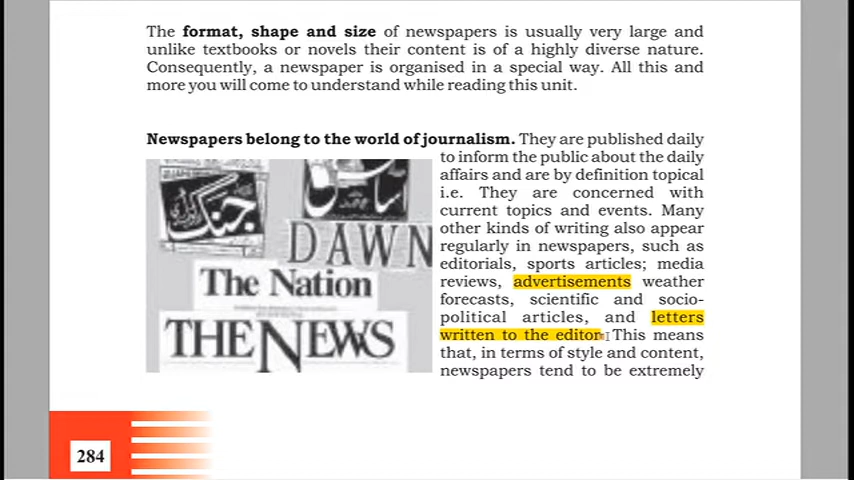 The format, shape and size of newspapers is usually very large and
unlike textbooks or novels their content is of a highly diverse nature.
Consequently, a newspaper is organised in a special way. All this and
more you will come to understand while reading this unit.
Newspapers belong to the world of journalism. They are published daily
to inform the public about the daily
affairs and are by definition topical
i.e. They are concerned with
current topics and events. Many
other kinds of writing also appear
regularly in newspapers, such as
editorials, sports articles; media
reviews, advertisements weather
forecasts, scientific and socio-
political articles, and letters
written to the editor. This means
that, in terms of style and content,
newspapers tend to be extremely
جنگ
DAWN
The Nation
THE NEWS
284